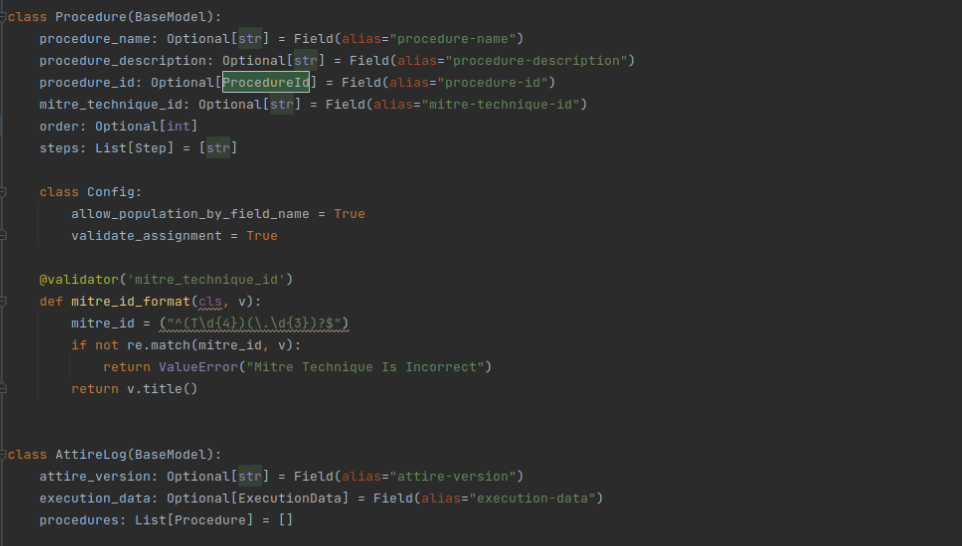 class Procedure(BaseModel):
    procedure_name: Optional[str] = Field(alias="procedure-name")
    procedure_description: Optional[str] = Field(alias="procedure-description")
    procedure_id: Optional[ProcedureId] = Field(alias="procedure-id")
    mitre_technique_id: Optional[str] = Field(alias="mitre-technique-id")
    order: Optional[int]
    steps: List[Step] = [str]
    class Config:
        allow_population_by_field_name = True
        validate_assignment = True
    @validator('mitre_technique_id')
    def mitre_id_format(cls, v):
        mitre_id = ("^(T\d{4})(\.\d{3})?$")
        if not re.match(mitre_id, v):
            return ValueError("Mitre Technique Is Incorrect")
        return v.title()
class AttireLog(BaseModel):
    attire_version: Optional[str] = Field(alias="attire-version")
    execution_data: Optional[ExecutionData] = Field(alias="execution-data")
    procedures: List[Procedure] = []